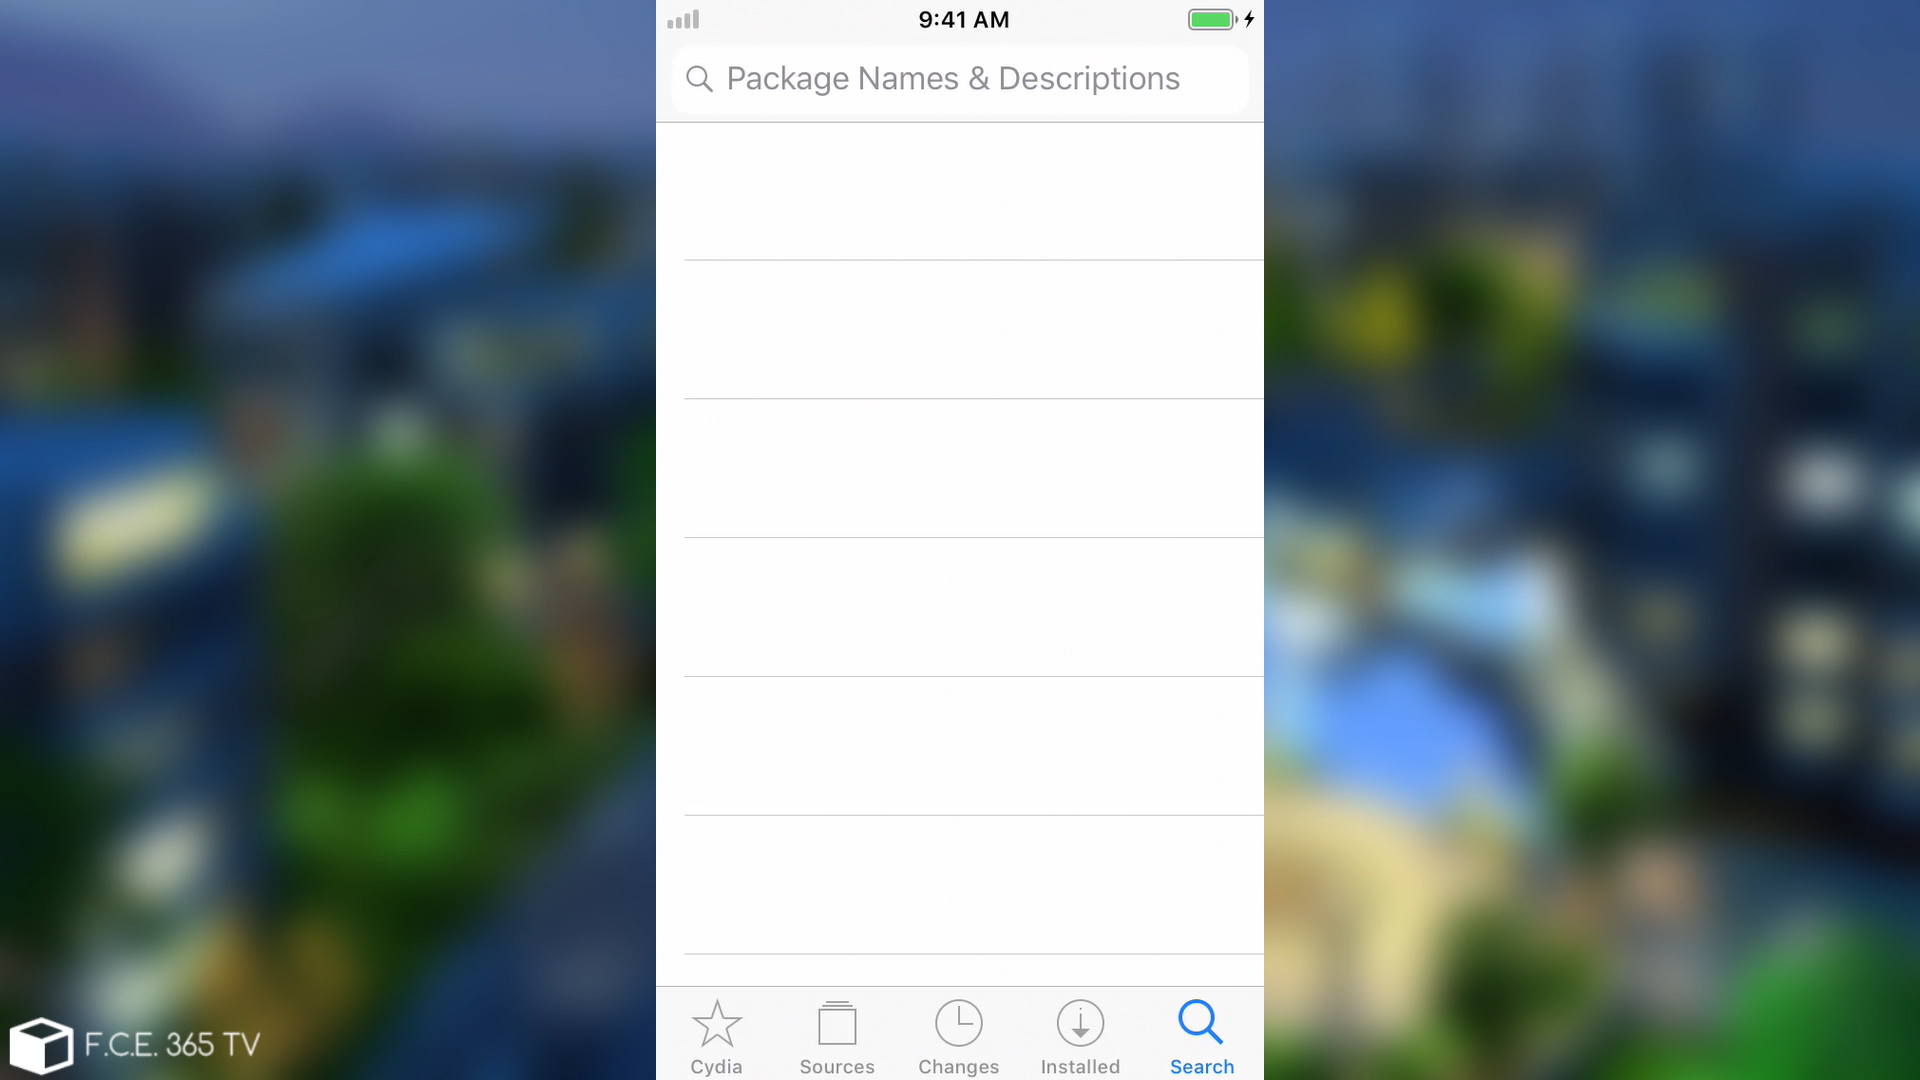 9:41 AM
Package Names & Descriptions
Cydia
Sources
Changes
Installed
Search
F.C.E. 365 TV